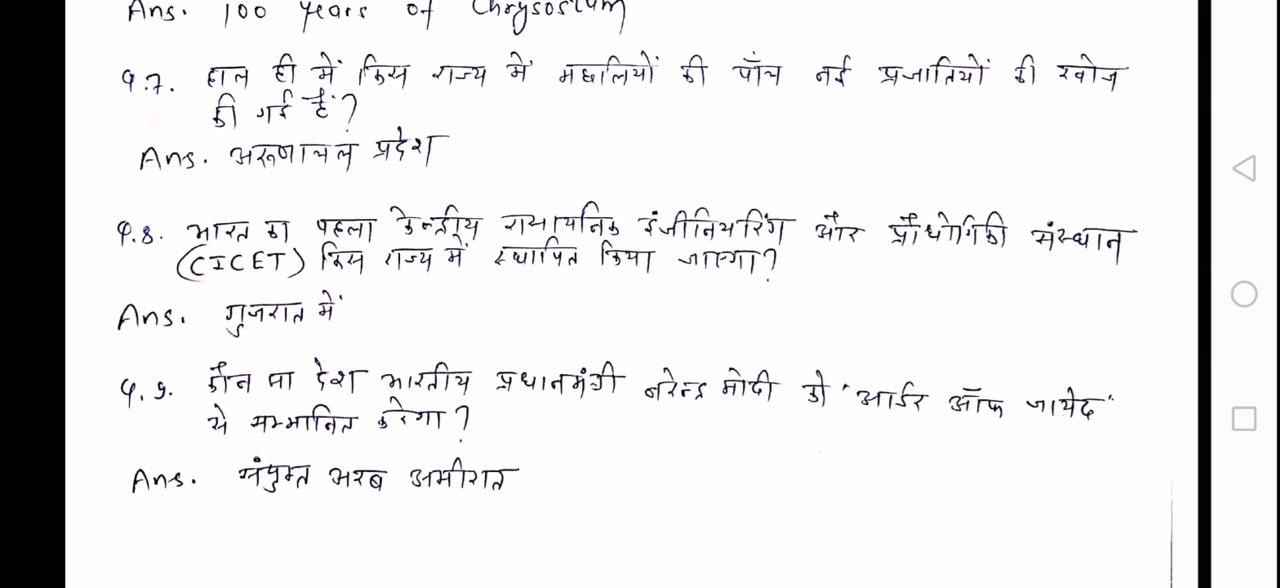 Ans. 100 years of Chrysostum
Q.7. हाल ही में किस राज्य में मछलियों की पाँच नई प्रजातियों की खोज
की गई हैं?
Ans. अरूणाचल प्रदेश
Q.8. भारत का पहला केन्द्रीय रासायनिक इंजीनियरिंग और प्रौधोगिकी संस्थान
(CICET) किस राज्य में स्थापित किया जाएगा?
Ans. गुजरात में
Q.9. कौन सा देश भारतीय प्रधानमंत्री नरेन्द्र मोदी को "आर्डर ऑफ जायेद"
से सम्मानित करेगा?
Ans. संयुक्त अरब अमीरात